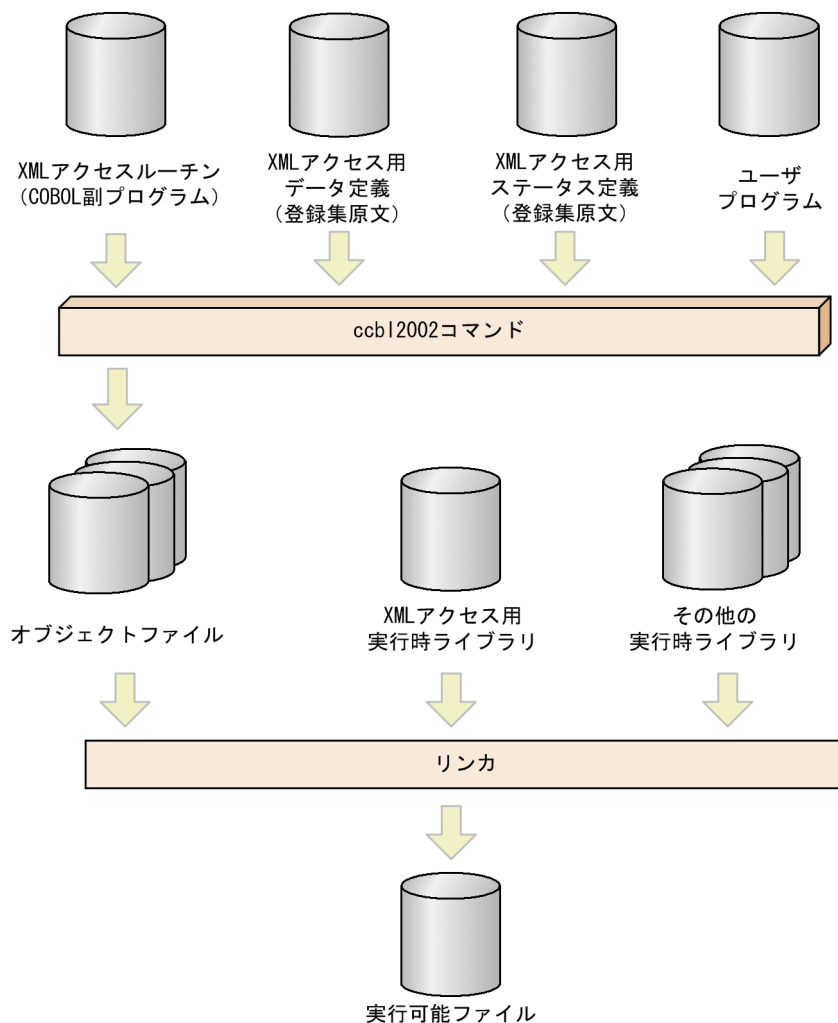 XMLアクセスルーチン
（COBOL副プログラム）
XMLアクセス用
データ定義
（登録集原文）
XMLアクセス用
ステータス定義
（登録集原文）
ユーザ
プログラム
ccbl2002コマンド
オブジェクトファイル
XMLアクセス用
実行時ライブラリ
その他の
実行時ライブラリ
リンカ
実行可能ファイル